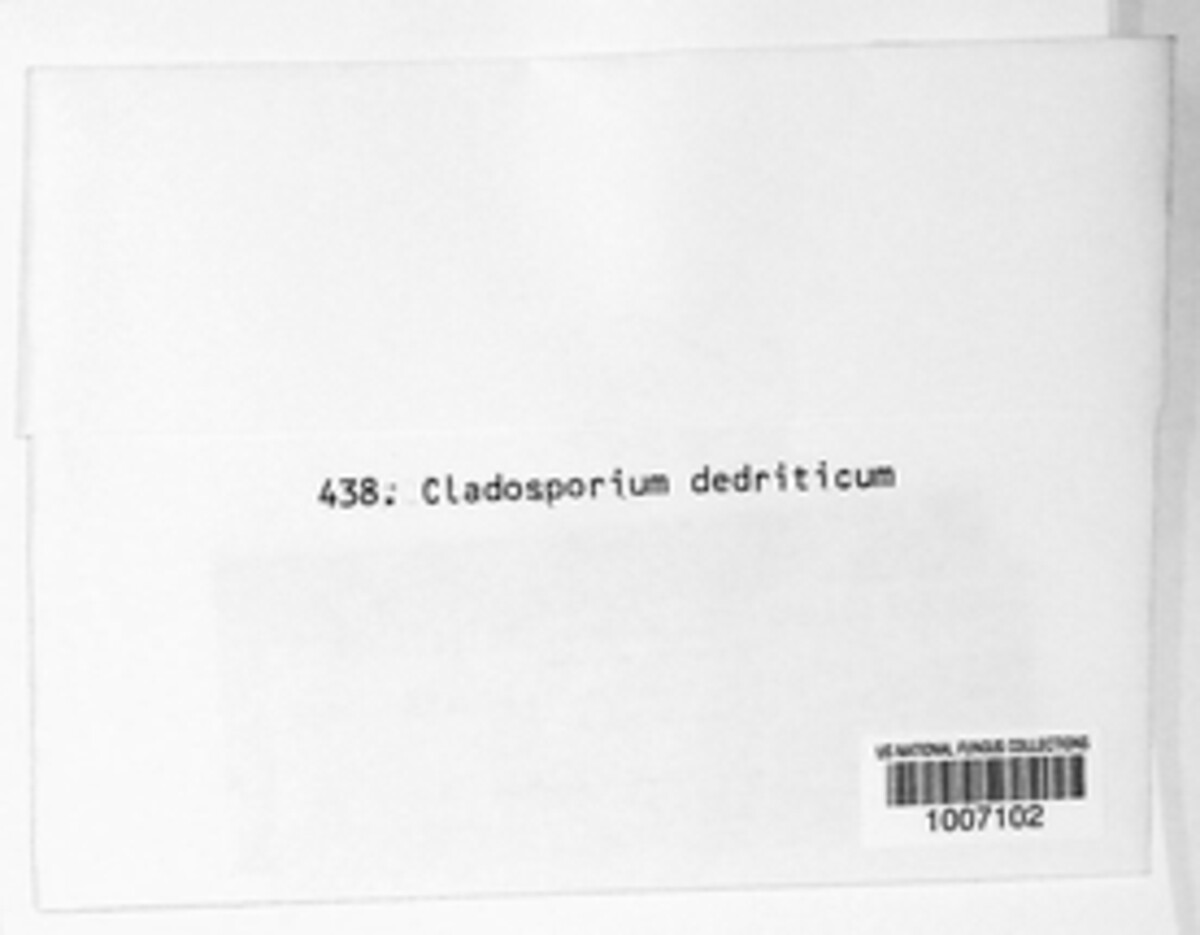 438: Cladosporium dedriticum
US NATIONAL FUNGUS COLLECTIONS
1007102